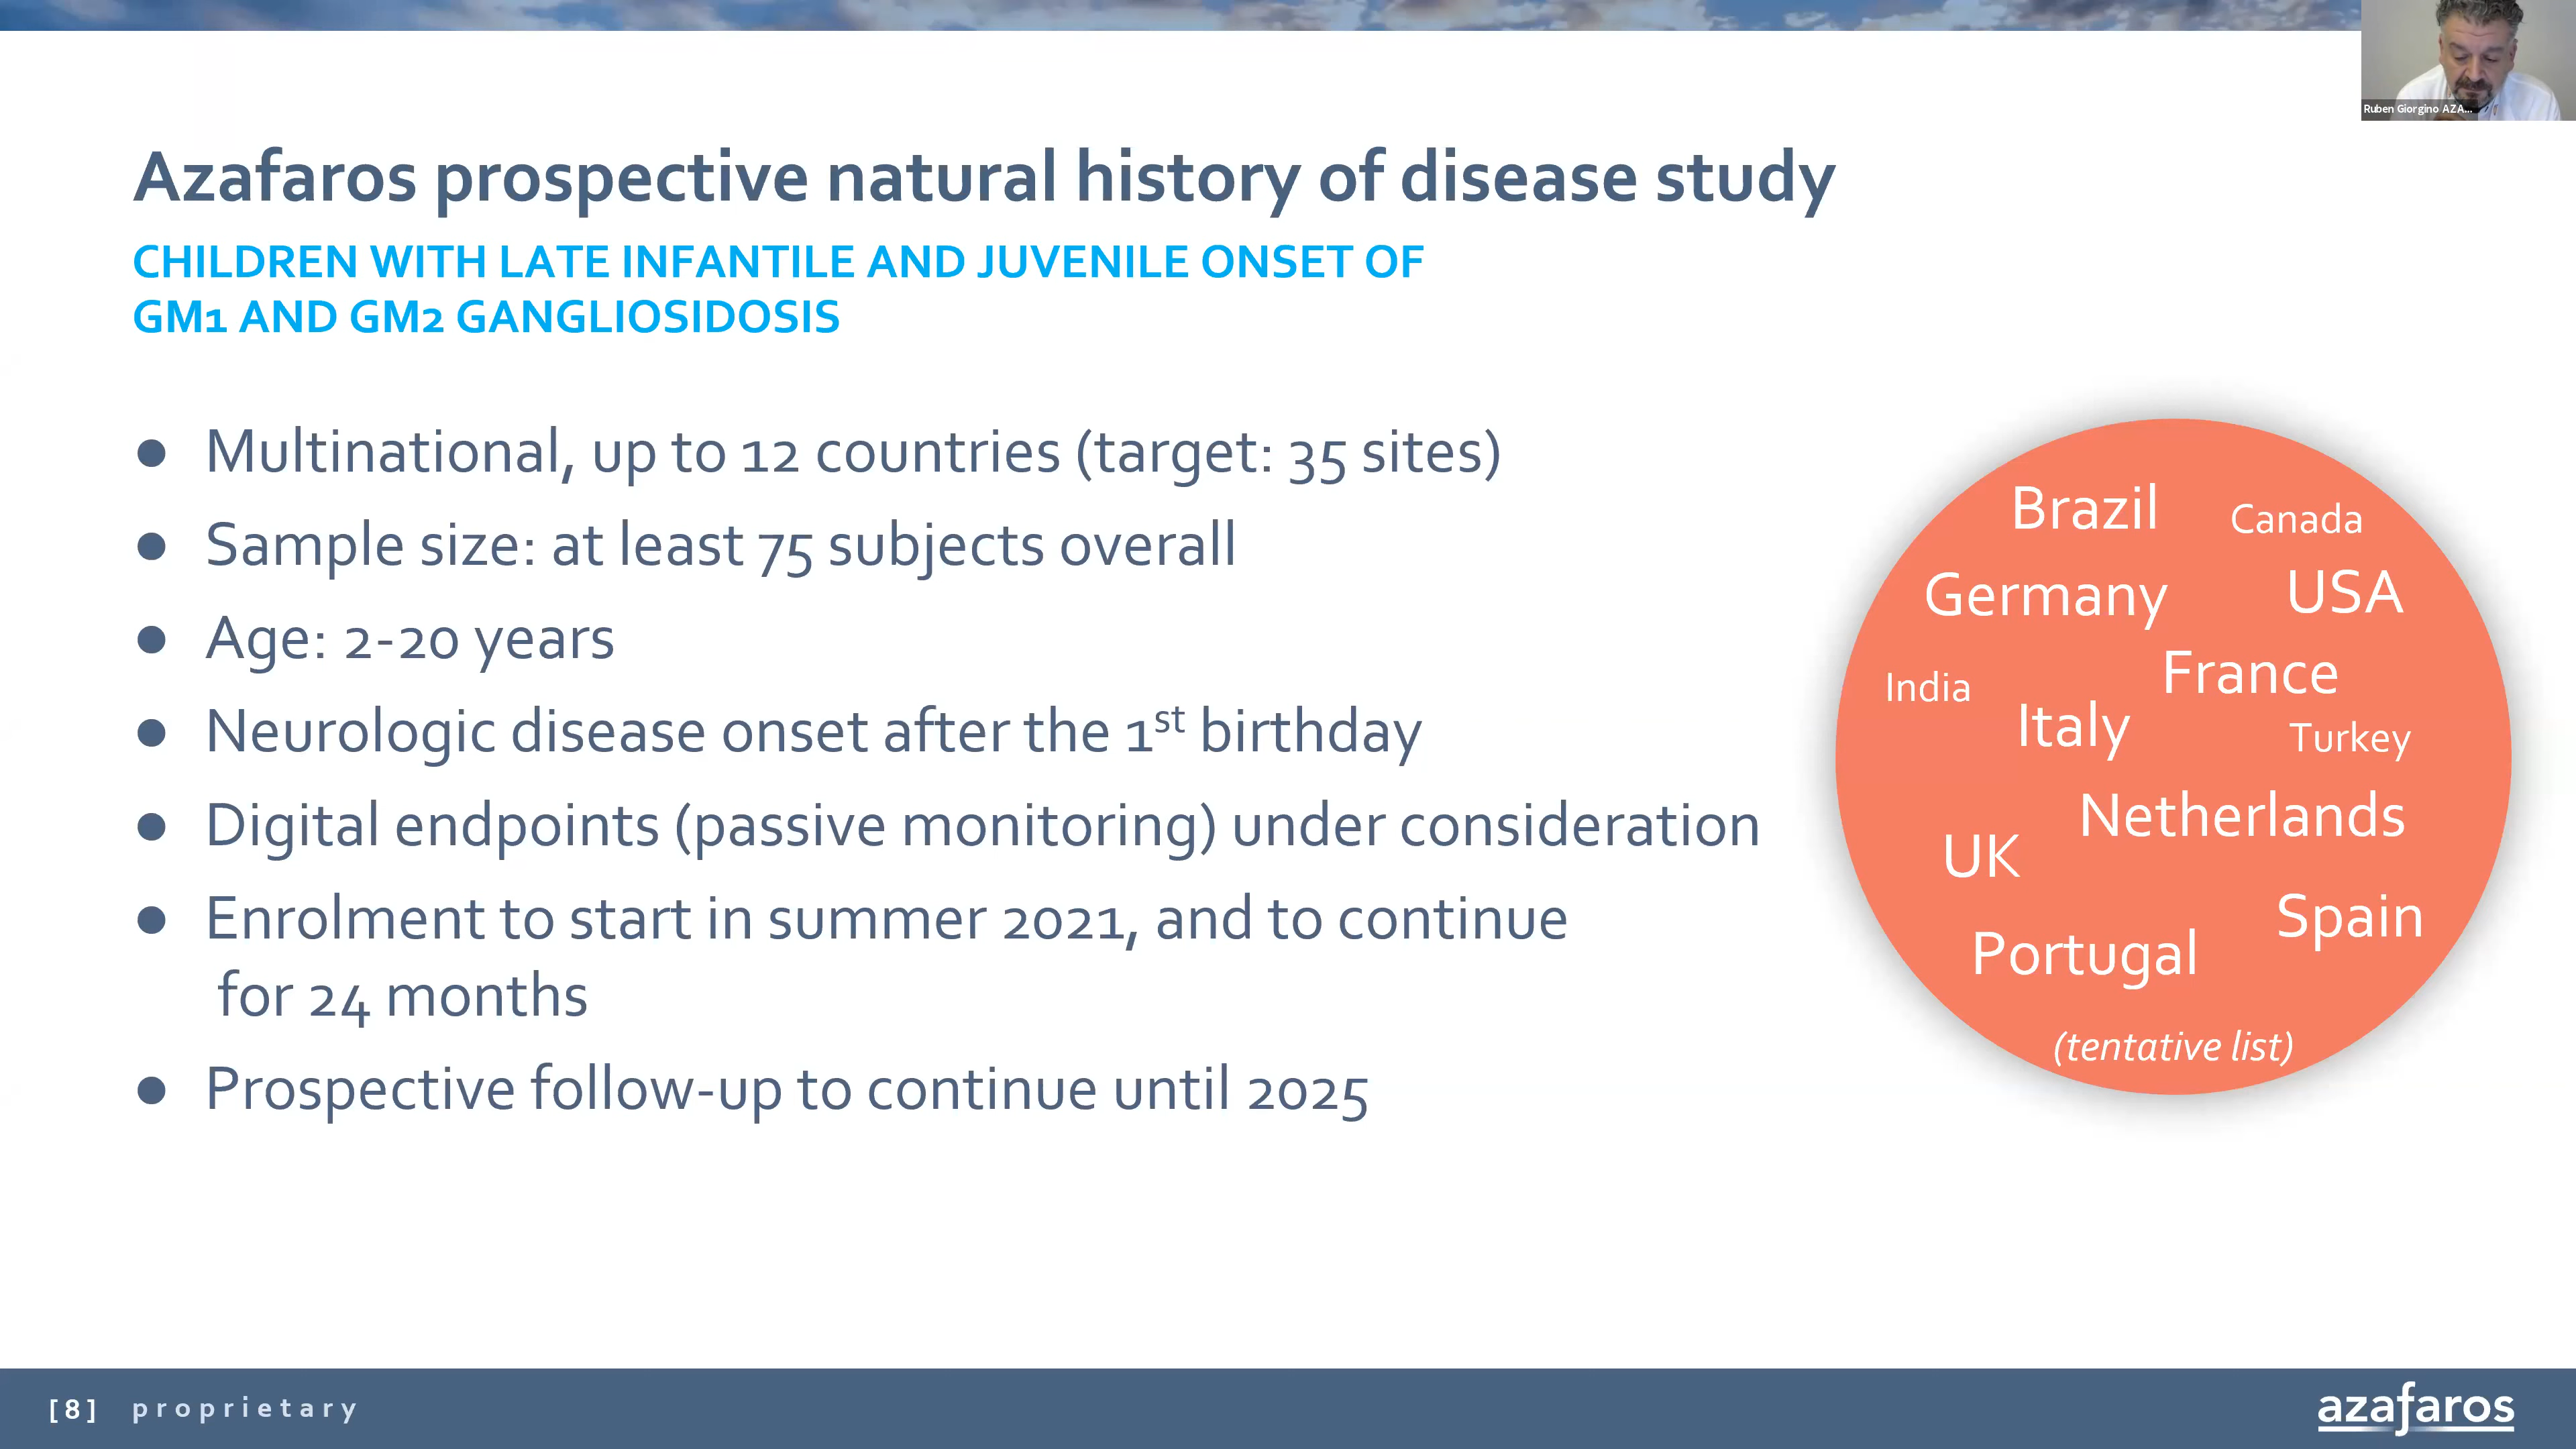 Ruben Giorgino AZA...
Azafaros prospective natural history of disease study
CHILDREN WITH LATE INFANTILE AND JUVENILE ONSET OF
GM1 AND GM2 GANGLIOSIDOSIS
● Multinational, up to 12 countries (target: 35 sites)
● Sample size: at least 75 subjects overall
● Age: 2-20 years
● Neurologic disease onset after the 1st birthday
● Digital endpoints (passive monitoring) under consideration
● Enrolment to start in summer 2021, and to continue
for 24 months
● Prospective follow-up to continue until 2025
Brazil Canada
Germany USA
France
India
Italy Turkey
Netherlands
UK
Spain
Portugal
(tentative list)
[8] proprietary
azafaros